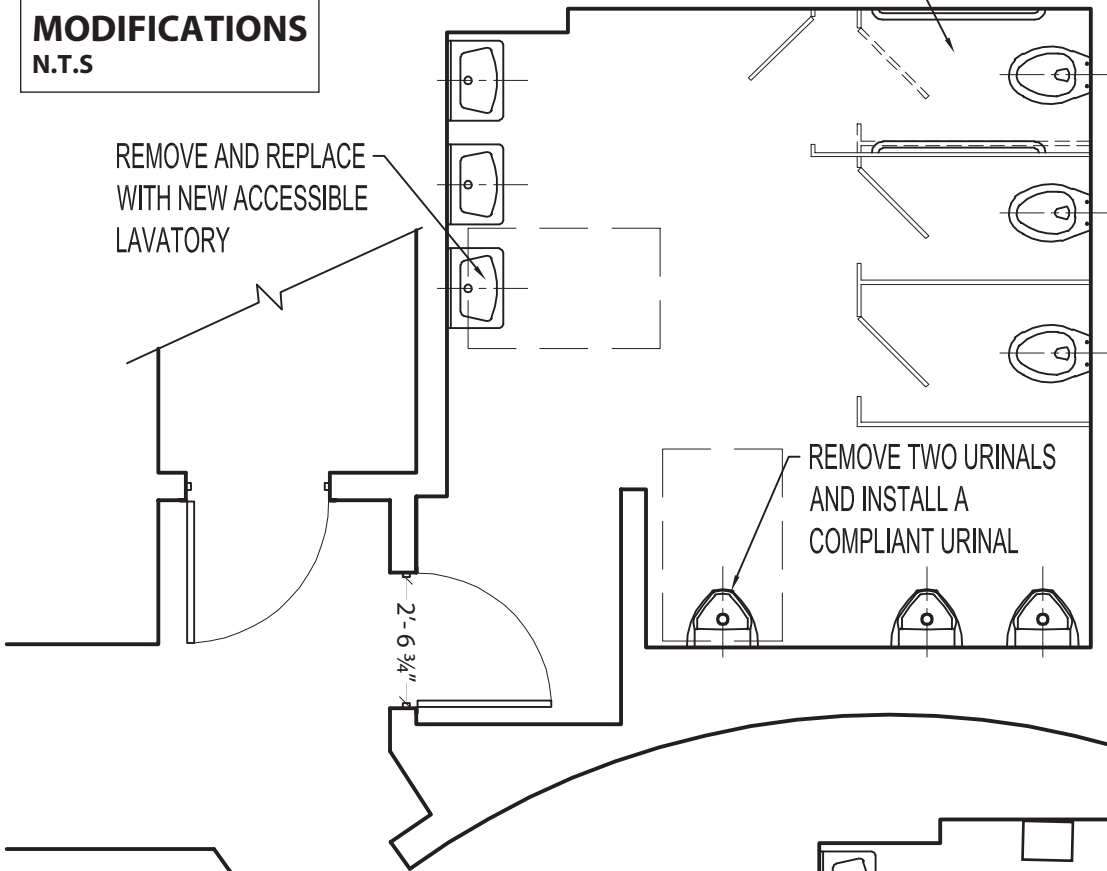 MODIFICATIONS
N.T.S
REMOVE AND REPLACE
WITH NEW ACCESSIBLE
LAVATORY
REMOVE TWO URINALS
AND INSTALL A
COMPLIANT URINAL
2'- 6 ¾"